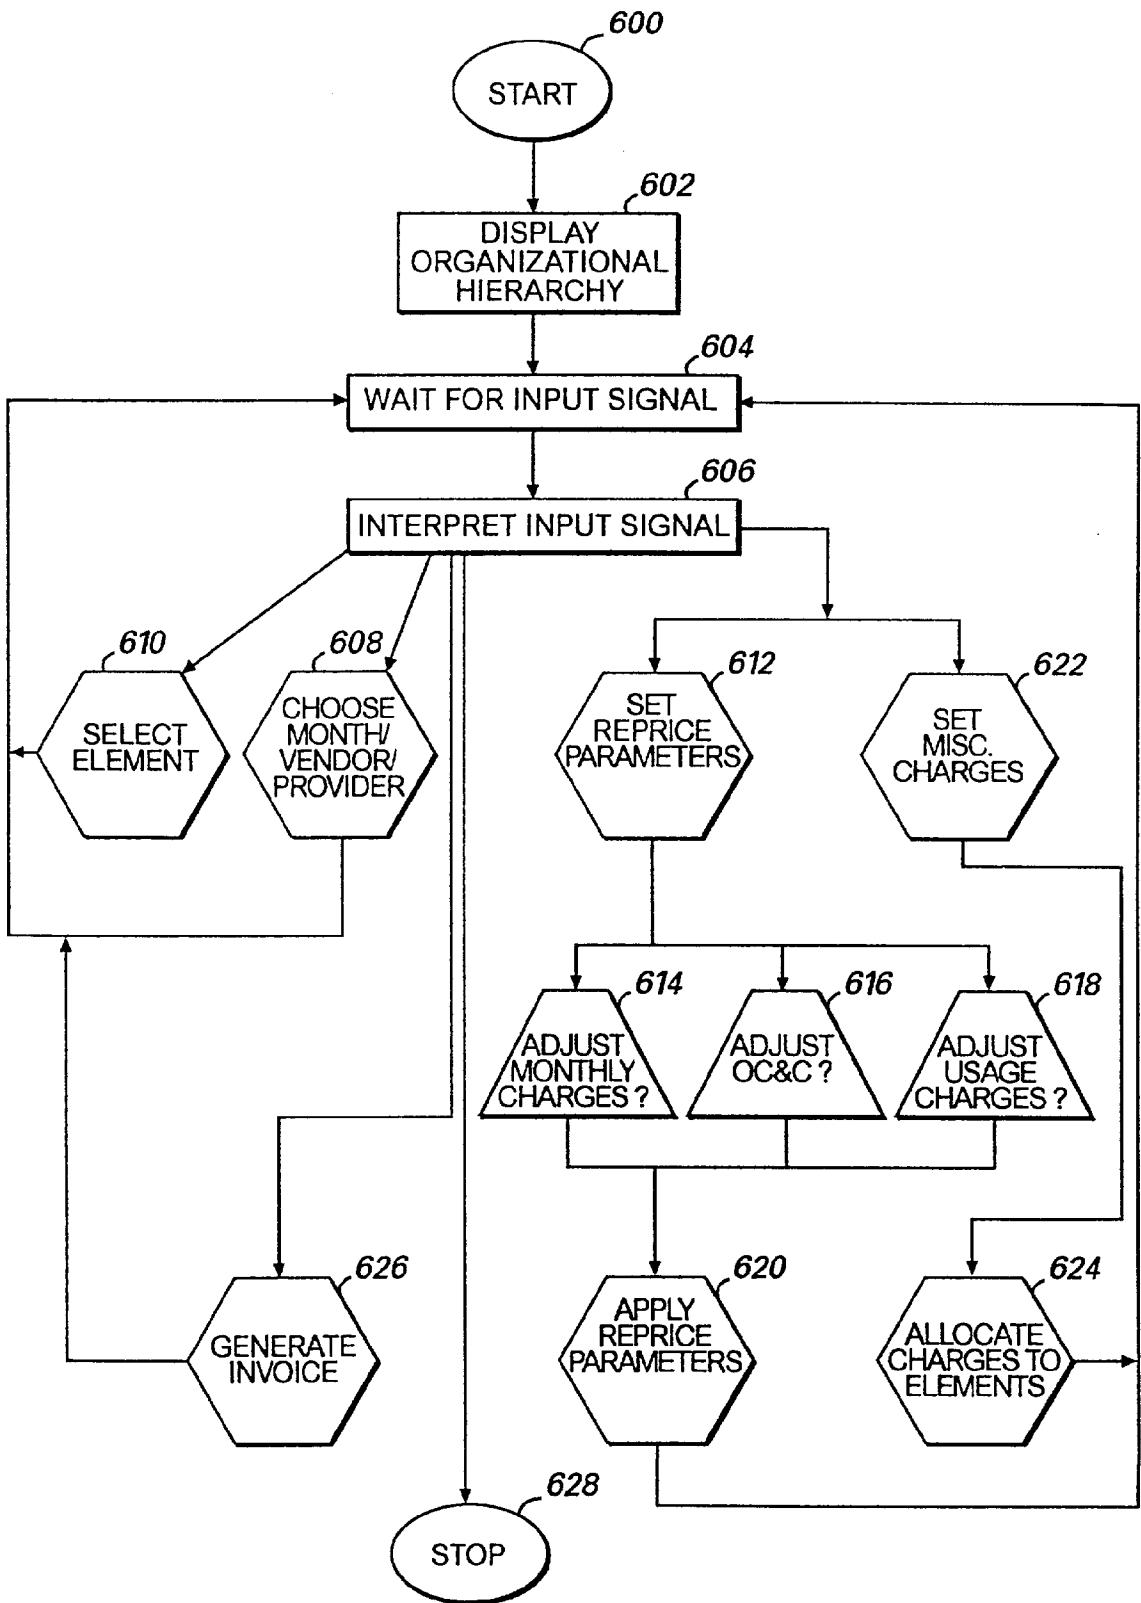 600
START
602
DISPLAY
ORGANIZATIONAL
HIERARCHY
604
WAIT FOR INPUT SIGNAL
606
INTERPRET INPUT SIGNAL
610
SELECT
ELEMENT
608
CHOOSE
MONTH/
VENDOR/
PROVIDER
612
SET
REPRICE
PARAMETERS
622
SET
MISC.
CHARGES
614
ADJUST
MONTHLY
CHARGES ?
616
ADJUST
OC&C ?
618
ADJUST
USAGE
CHARGES ?
626
GENERATE
INVOICE
620
APPLY
REPRICE
PARAMETERS
624
ALLOCATE
CHARGES TO
ELEMENTS
628
STOP